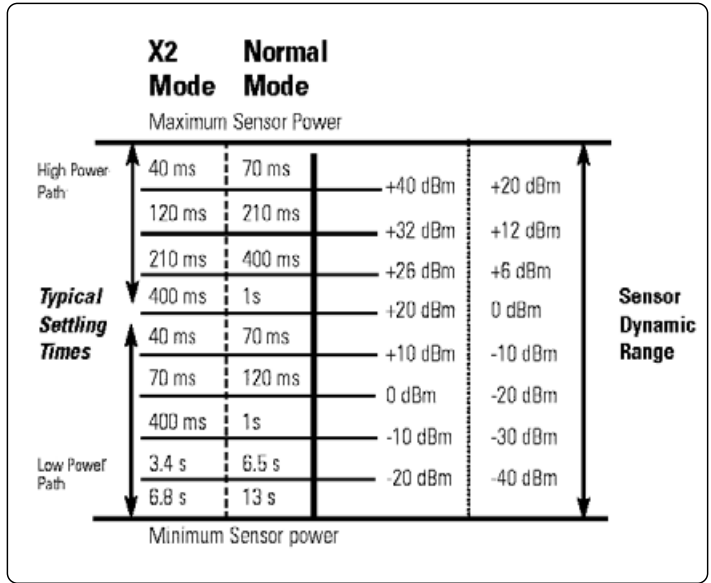 X2 Mode Normal Mode
Maximum Sensor Power
High Power Path
40 ms 70 ms
+40 dBm +20 dBm
120 ms 210 ms
+32 dBm +12 dBm
210 ms 400 ms
+26 dBm +6 dBm
400 ms 1s
+20 dBm 0 dBm
Typical Settling Times
40 ms 70 ms
+10 dBm -10 dBm
70 ms 120 ms
0 dBm -20 dBm
400 ms 1s
-10 dBm -30 dBm
Low Power Path
3.4 s 6.5 s
-20 dBm -40 dBm
6.8 s 13 s
Sensor Dynamic Range
Minimum Sensor power